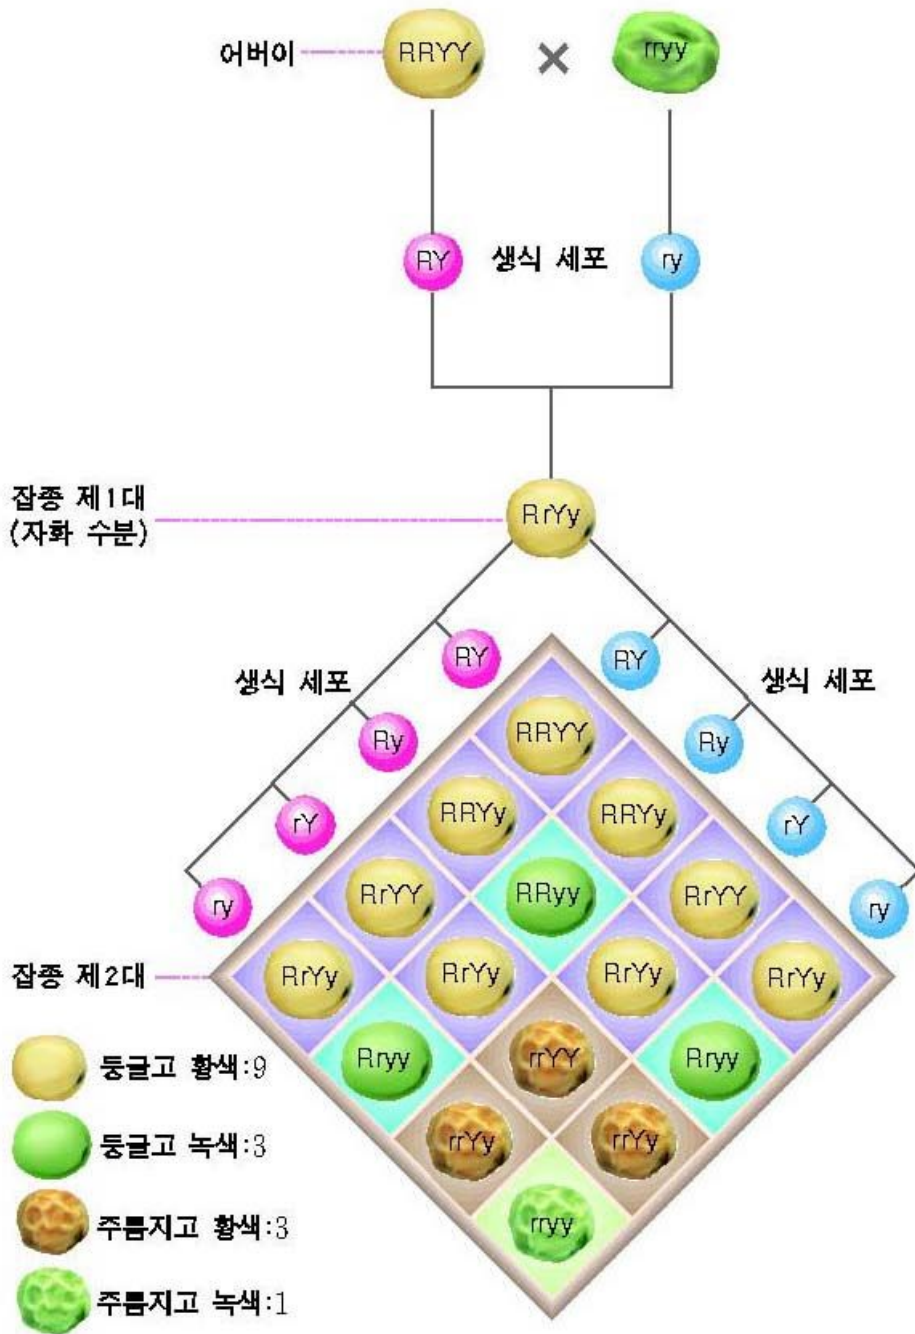 어버이
RRYY
×
rryy
RY
생식 세포
ry
잡종 제1대
(자화 수분)
RrYy
생식 세포
RY
RY
생식 세포
Ry
Ry
rY
rY
ry
ry
RRYY
RRYy
RRYy
RrYY
RRyy
RrYY
잡종 제2대
RrYy
RrYy
RrYy
RrYy
Rryy
rrYY
Rryy
rrYy
rrYy
rryy
둥글고 황색:9
둥글고 녹색:3
주름지고 황색:3
주름지고 녹색:1